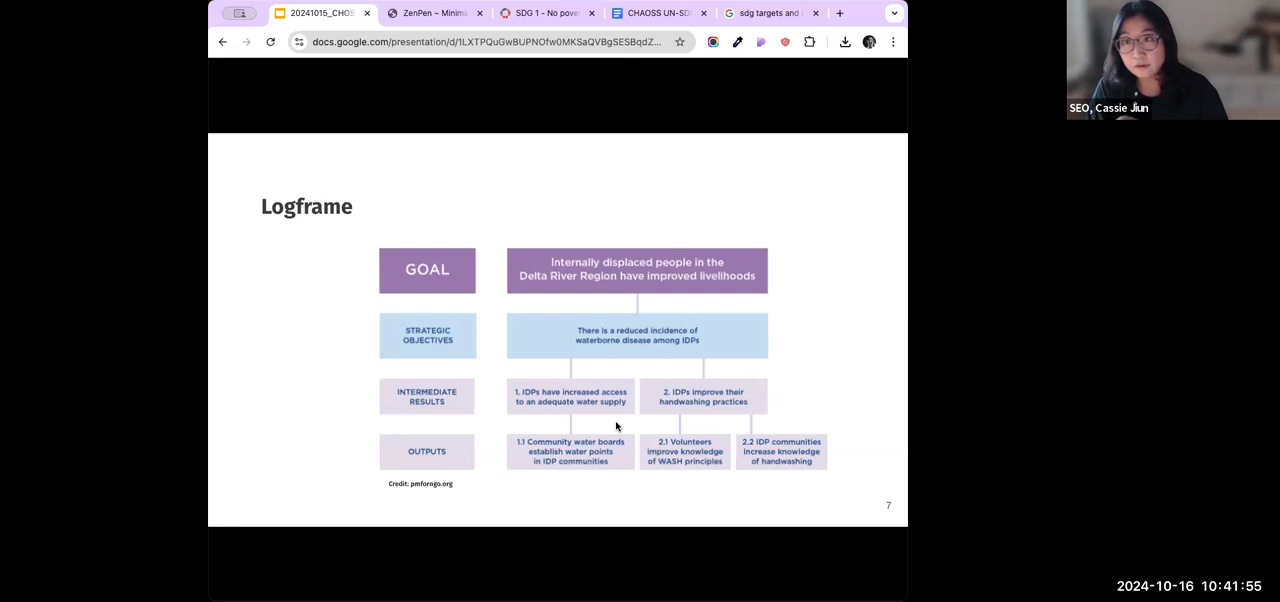 20241015_CHOS
ZenPen ~ Minima
SDG 1 - No pove
CHAOSS UN-SDG
sdg targets and i
docs.google.com/presentation/d/1LXTPQuGwBUPNOfw0MKSaQVBgSESBqdZ...
SEO, Cassie Jiun
Logframe
GOAL
Internally displaced people in the
Delta River Region have improved livelihoods
STRATEGIC
OBJECTIVES
There is a reduced incidence of
waterborne disease among IDPs
INTERMEDIATE
RESULTS
1. IDPs have increased access
to an adequate water supply
2. IDPs improve their
handwashing practices
OUTPUTS
1.1 Community water boards
establish water points
in IDP communities
2.1 Volunteers
improve knowledge
of WASH principles
2.2 IDP communities
increase knowledge
of handwashing
Credit: pmforngo.org
7
2024-10-16 10:41:55